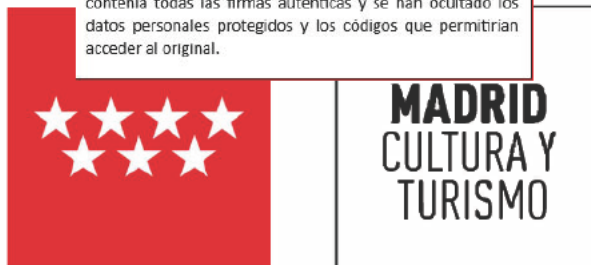 contenía todas las firmas auténticas y se han ocultado los
datos personales protegidos y los códigos que permitirían
acceder al original.
MADRID
CULTURA Y
TURISMO